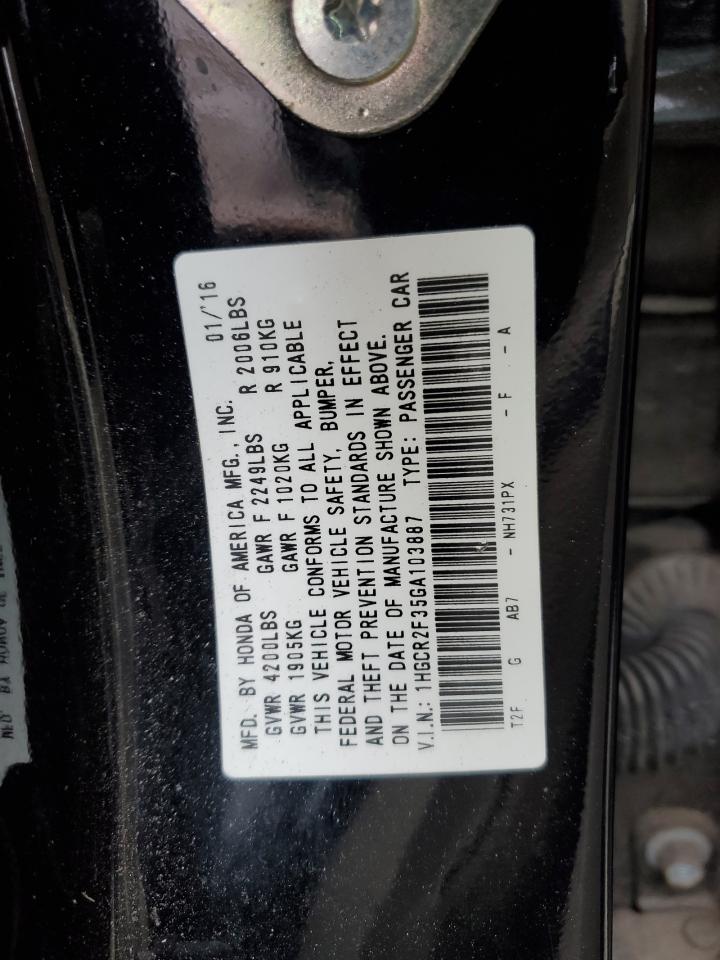 MFD. BY HONDA OF AMERICA MFG., INC. 01/'16
GVWR 4200LBS GAWR F 2249LBS R 2006LBS
GVWR 1905KG GAWR F 1020KG R 910KG
THIS VEHICLE CONFORMS TO ALL APPLICABLE
FEDERAL MOTOR VEHICLE SAFETY, BUMPER,
AND THEFT PREVENTION STANDARDS IN EFFECT
ON THE DATE OF MANUFACTURE SHOWN ABOVE.
V.I.N.: 1HGCR2F35GA103887 TYPE: PASSENGER CAR
T2F G AB7 - NH731PX - F - A